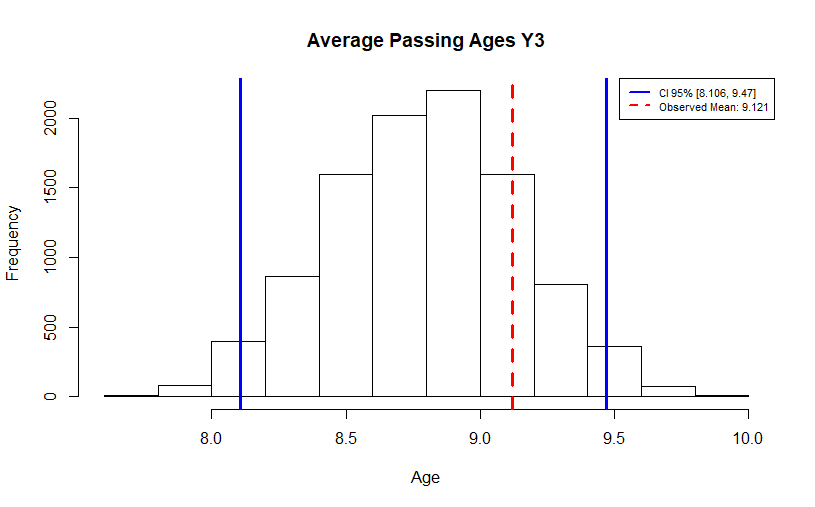 Average Passing Ages Y3
CI 95% [8.106, 9.47]
Observed Mean: 9.121
2000
1500
1000
500
0
Frequency
8.0 8.5 9.0 9.5 10.0
Age